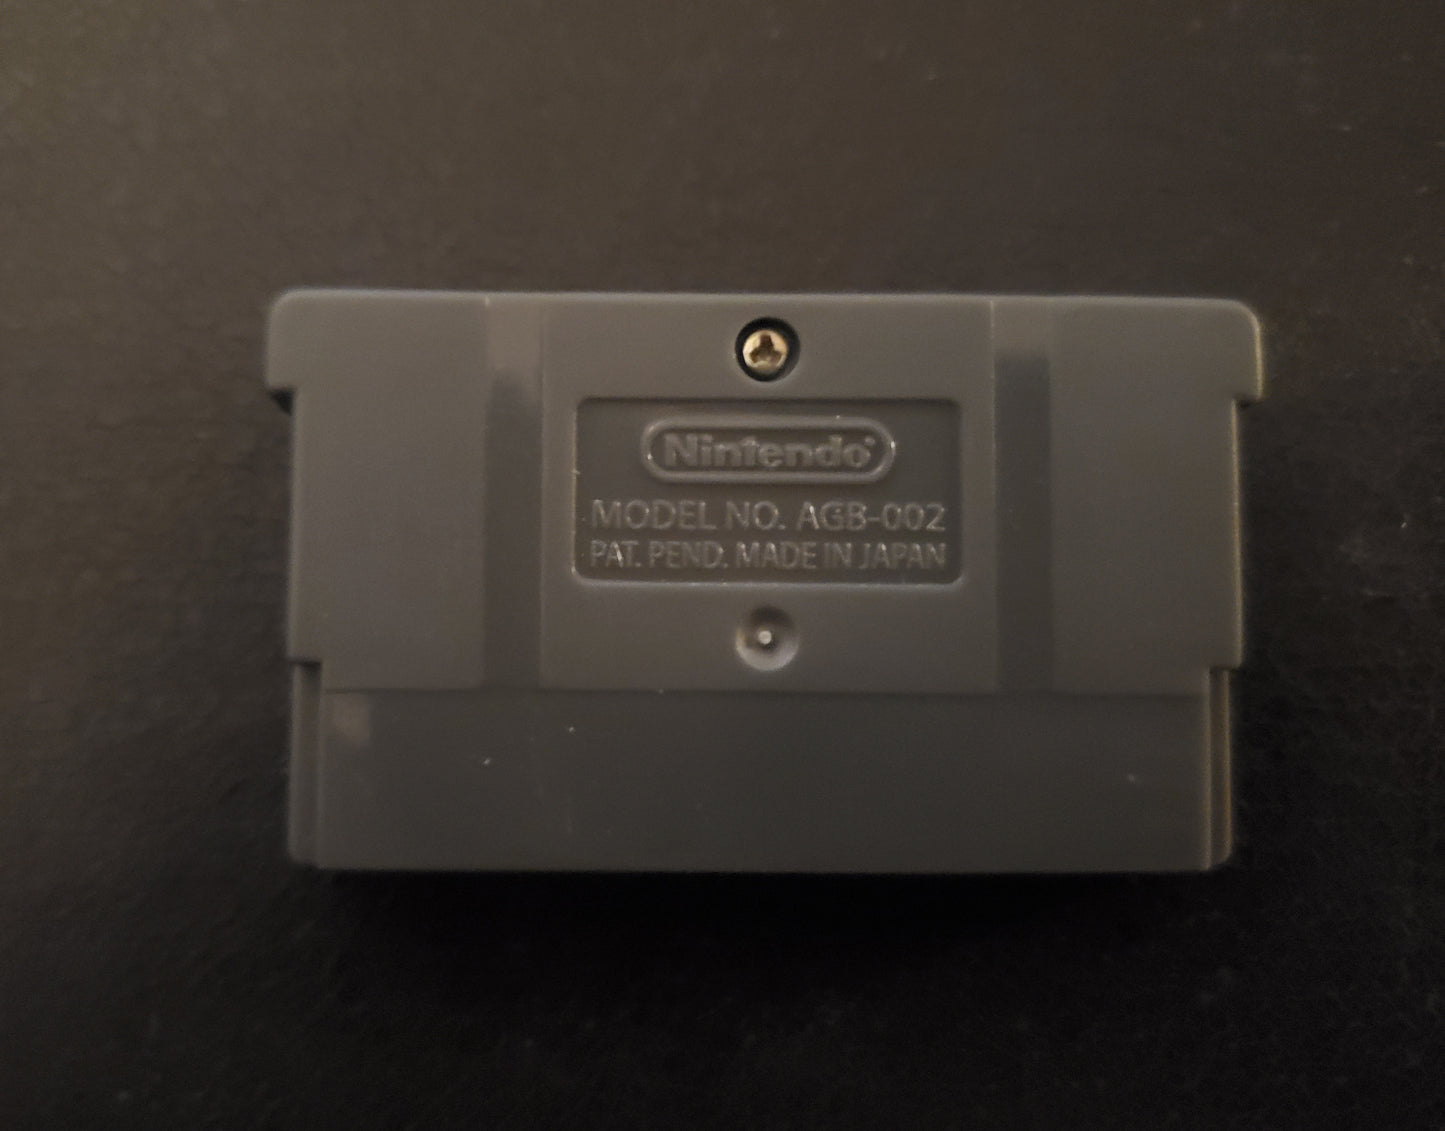 Nintendo
MODEL NO. AGB-002
PAT. PEND. MADE IN JAPAN